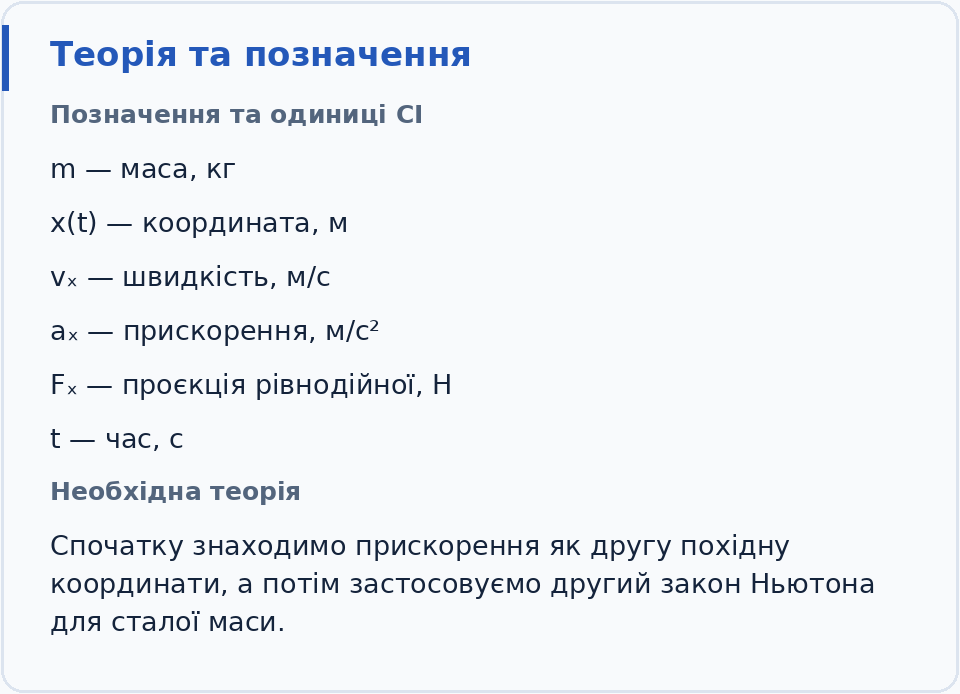 Теорія та позначення
Позначення та одиниці СІ
m — маса, кг
x(t) — координата, м
vₓ — швидкість, м/с
aₓ — прискорення, м/с²
Fₓ — проєкція рівнодійної, Н
t — час, с
Необхідна теорія
Спочатку знаходимо прискорення як другу похідну
координати, а потім застосовуємо другий закон Ньютона
для сталої маси.